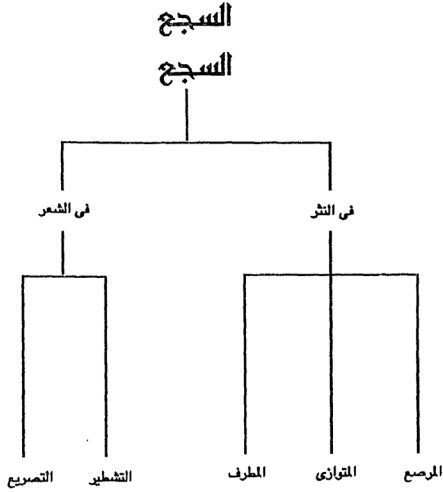 السجع
السجع
فى النثر
فى الشعر
المرصع
المتوازى
المطرف
التشطير
التصريع